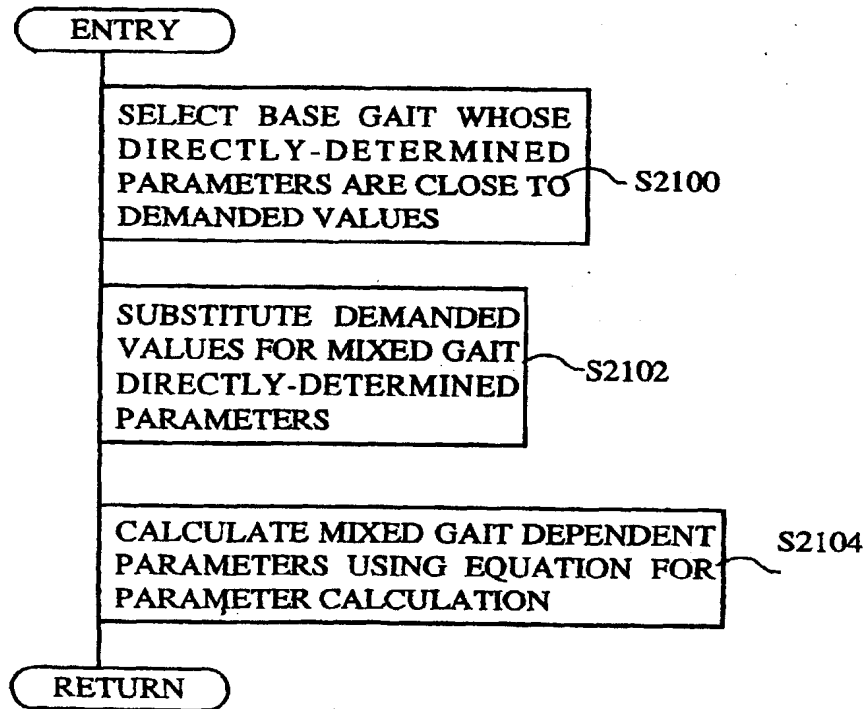 ENTRY
SELECT BASE GAIT WHOSE
DIRECTLY-DETERMINED
PARAMETERS ARE CLOSE TO
DEMANDED VALUES
S2100
SUBSTITUTE DEMANDED
VALUES FOR MIXED GAIT
DIRECTLY-DETERMINED
PARAMETERS
S2102
CALCULATE MIXED GAIT DEPENDENT
PARAMETERS USING EQUATION FOR
PARAMETER CALCULATION
S2104
RETURN